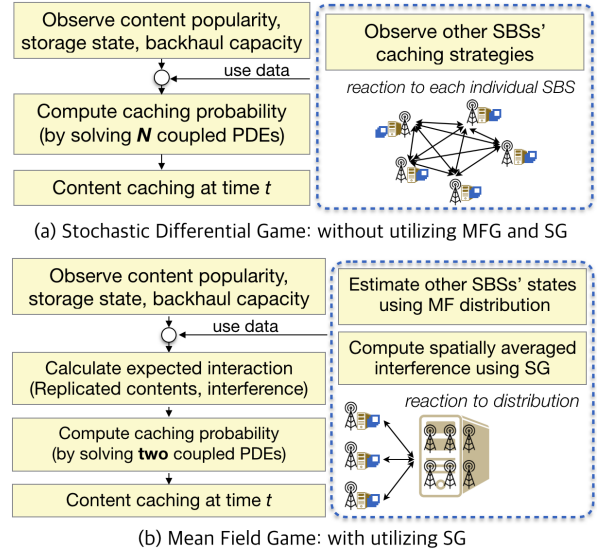 Observe content popularity,
storage state, backhaul capacity
use data
Compute caching probability
(by solving N coupled PDEs)
Content caching at time t
Observe other SBSs'
caching strategies
reaction to each individual SBS
(a) Stochastic Differential Game: without utilizing MFG and SG
Observe content popularity,
storage state, backhaul capacity
use data
Calculate expected interaction
(Replicated contents, interference)
Compute caching probability
(by solving two coupled PDEs)
Content caching at time t
Estimate other SBSs' states
using MF distribution
Compute spatially averaged
interference using SG
reaction to distribution
(b) Mean Field Game: with utilizing SG